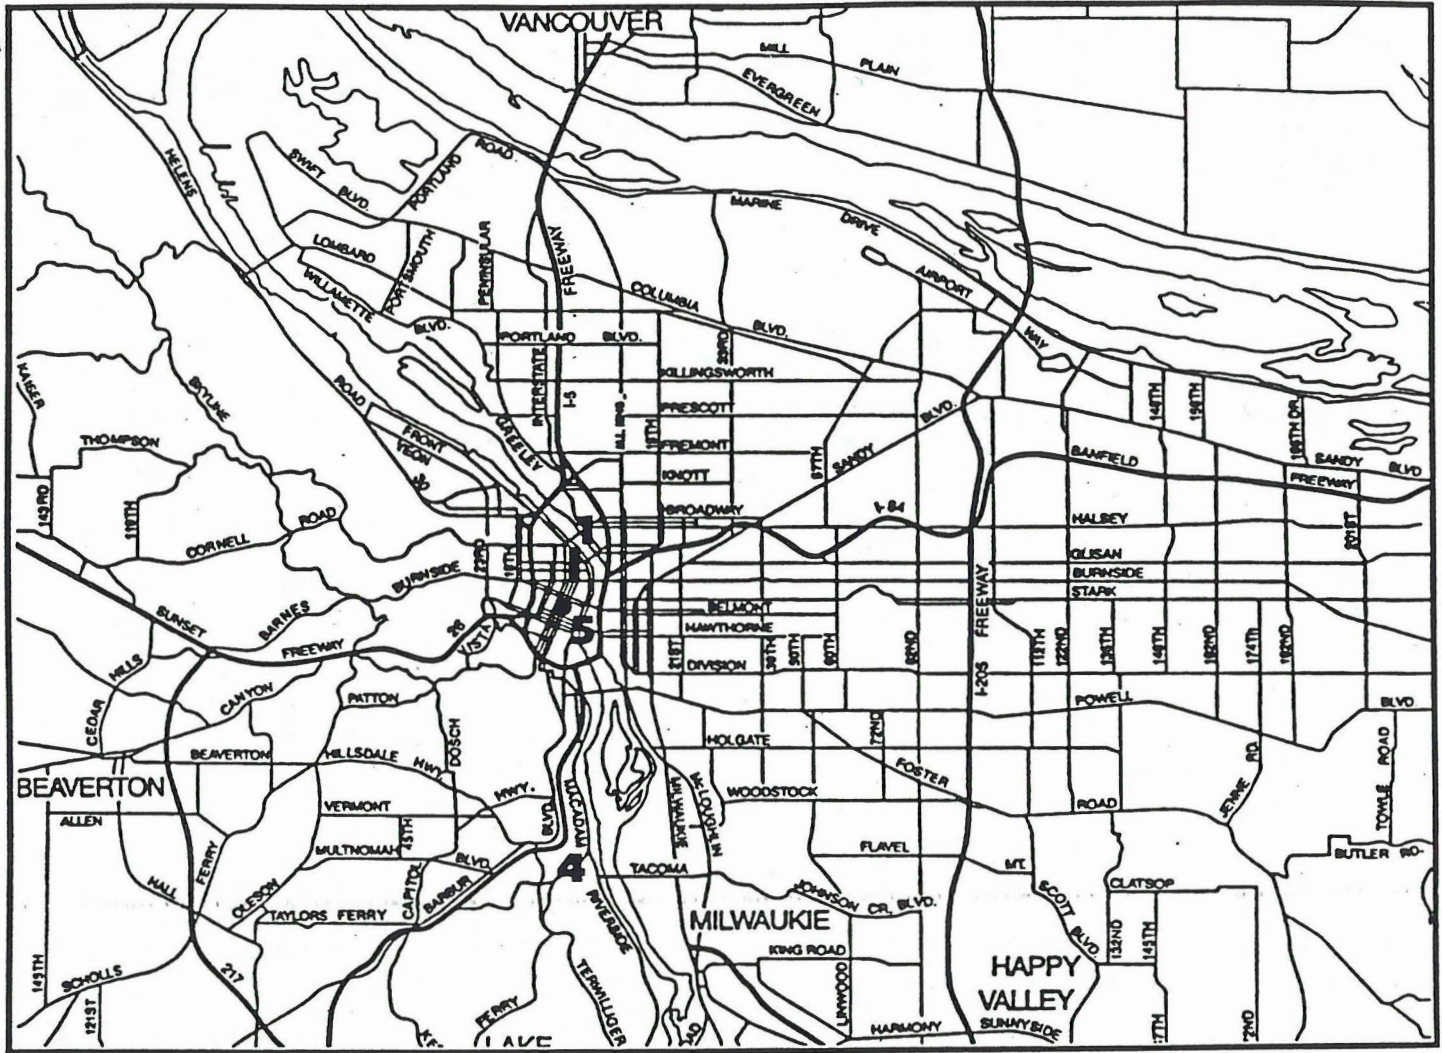 VANCOUVER
MILL
PLAIN
EVERGREEN
ROAD
HELENS
SWIFT
BLVD.
PORTLAND
MARINE
DRIVE
LOMBARD
PORTSMOUTH
PENINSULAR
FREEWAY
AIRPORT
WAY
WILLAMETTE
BLVD.
COLUMBIA
BLVD.
PORTLAND BLVD.
33RD
KILLINGSWORTH
KAISER
SKYLINE
ROAD
INTERSTATE
I-5
PRESCOTT
BLVD.
148TH
THOMPSON
FRONT
YEON
GREELEY
15TH
FREMONT
KNOTT
57TH
SANDY
BANFIELD
FREEWAY
SANDY
BLVD
143RD
119TH
CORNELL
ROAD
BROADWAY
I-84
HALSEY
201ST
GLISAN
BURNSIDE
STARK
BURNSIDE
23RD
BELMONT
HAWTHORNE
DIVISION
SUNSET
BARNES
FREEWAY
26
VISTA
5
21ST
39TH
50TH
60TH
82ND
FREEWAY
I-205
112TH
122ND
148TH
162ND
174TH
182ND
CEDAR
HILLS
CANYON
PATTON
DOSCH
POWELL
BLVD
BEAVERTON
HILLSDALE
HWY.
HOLGATE
72ND
FOSTER
ROAD
JENNE
RD.
TOWLE
ROAD
BEAVERTON
ALLEN
VERMONT
HWY.
BLVD.
MACADAM
MILWAUKIE
McLOUGHLIN
WOODSTOCK
MULTNOMAH
45TH
BLVD.
BARBUR
CAPITOL
4
TACOMA
FLAVEL
MT.
SCOTT
BLVD.
BUTLER RD.
HALL
FERRY
OLESON
TAYLORS FERRY
RIVERSIDE
JOHNSON
CR. BLVD.
CLATSOP
132ND
145TH
MILWAUKIE
KING ROAD
LINWOOD
HAPPY
VALLEY
SCHOLLS
217
121ST
FERRY
TERWILLIGER
HARMONY
SUNNYSIDE
LAKE